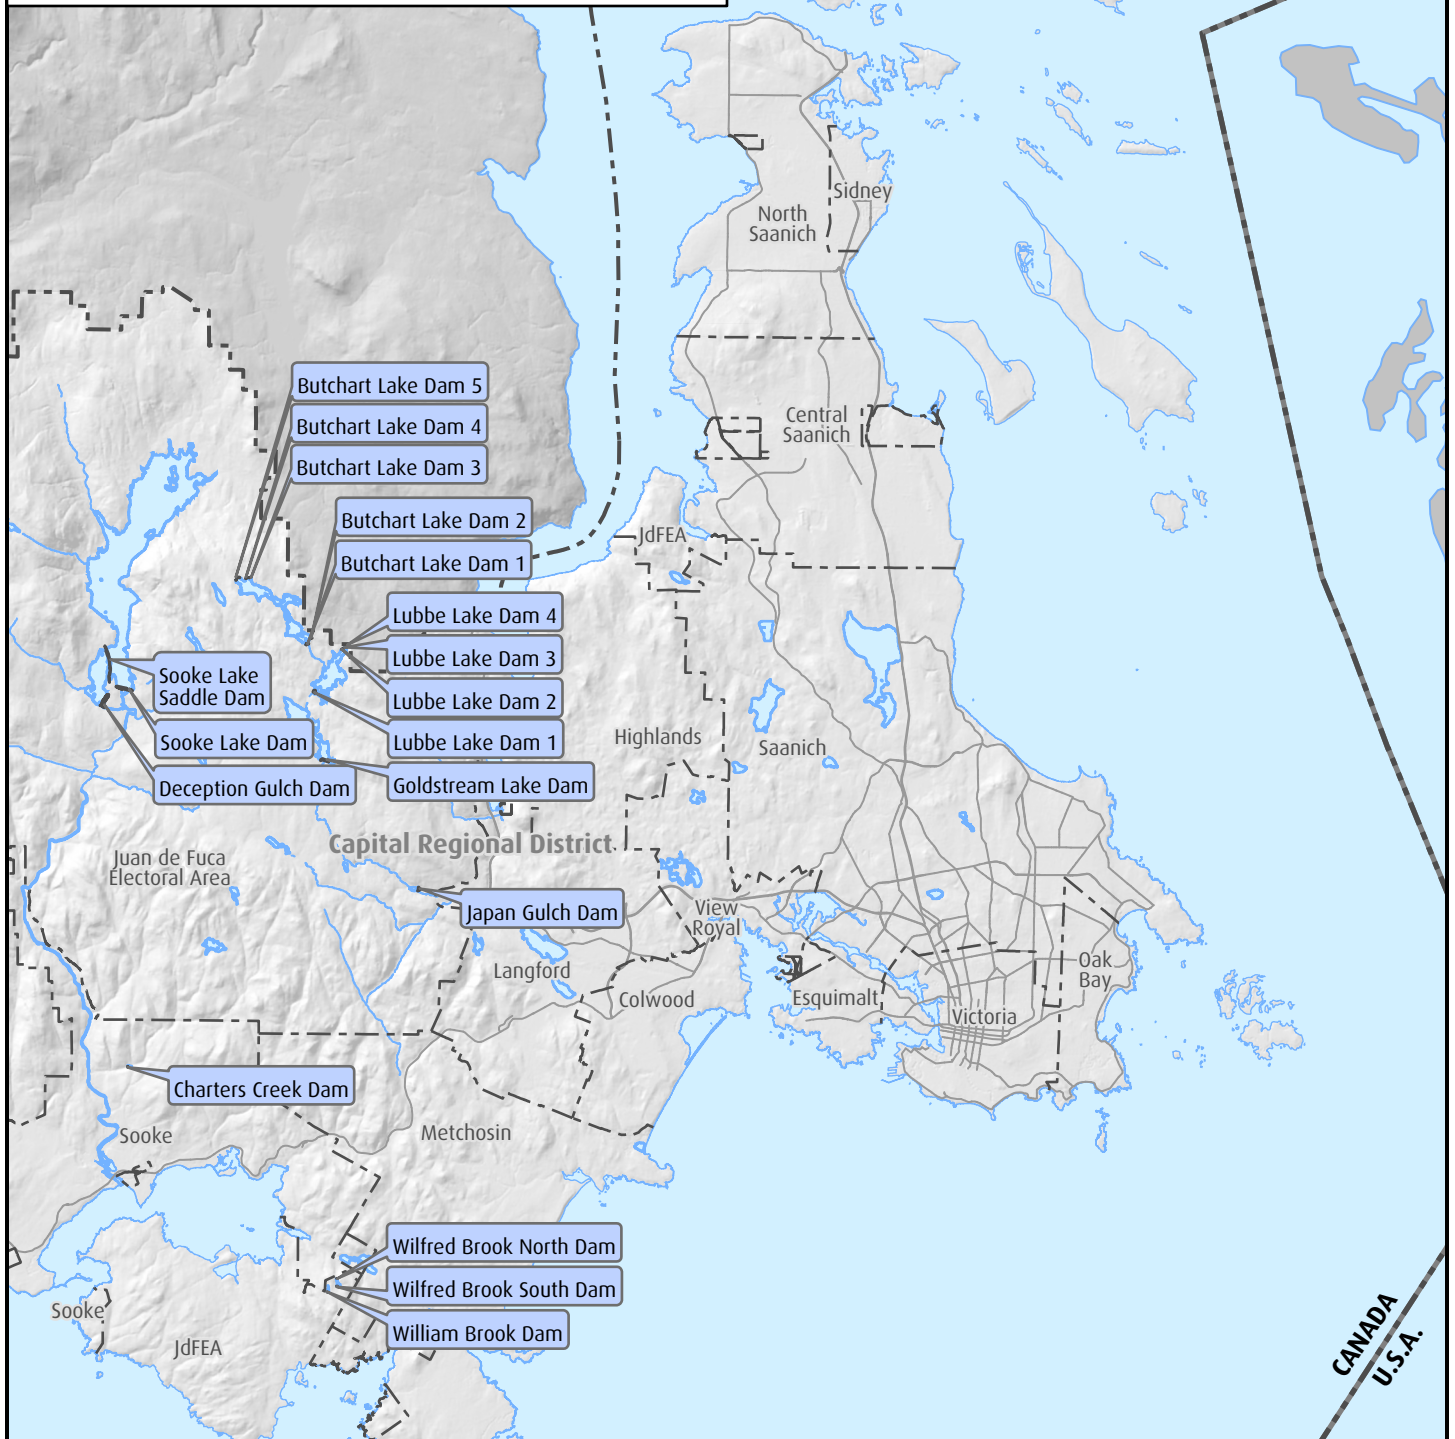 Sidney
North
Saanich
Butchart Lake Dam 5
Butchart Lake Dam 4
Butchart Lake Dam 3
Central
Saanich
Butchart Lake Dam 2
Butchart Lake Dam 1
JdFEA
Lubbe Lake Dam 4
Lubbe Lake Dam 3
Lubbe Lake Dam 2
Lubbe Lake Dam 1
Sooke Lake
Saddle Dam
Sooke Lake Dam
Deception Gulch Dam
Goldstream Lake Dam
Highlands
Saanich
Capital Regional District
Juan de Fuca
Electoral Area
Japan Gulch Dam
View
Royal
Langford
Colwood
Esquimalt
Victoria
Oak
Bay
Charters Creek Dam
Sooke
Metchosin
Wilfred Brook North Dam
Wilfred Brook South Dam
William Brook Dam
Sooke
JdFEA
CANADA
U.S.A.